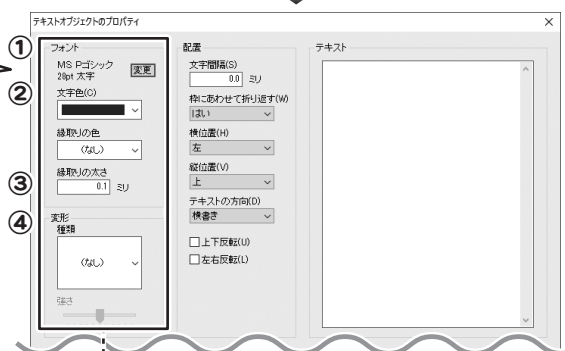 テキストオブジェクトのプロパティ
①
フォント
MS Pゴシック
28pt 太字
変更
②
文字色(C)
縁取りの色
(なし)
③
縁取りの太さ
0.1 ミリ
④
変形
種類
(なし)
強さ
配置
文字間隔(S)
0.0 ミリ
枠にあわせて折り返す(W)
はい
横位置(H)
左
縦位置(V)
上
テキストの方向(D)
横書き
上下反転(U)
左右反転(L)
テキスト